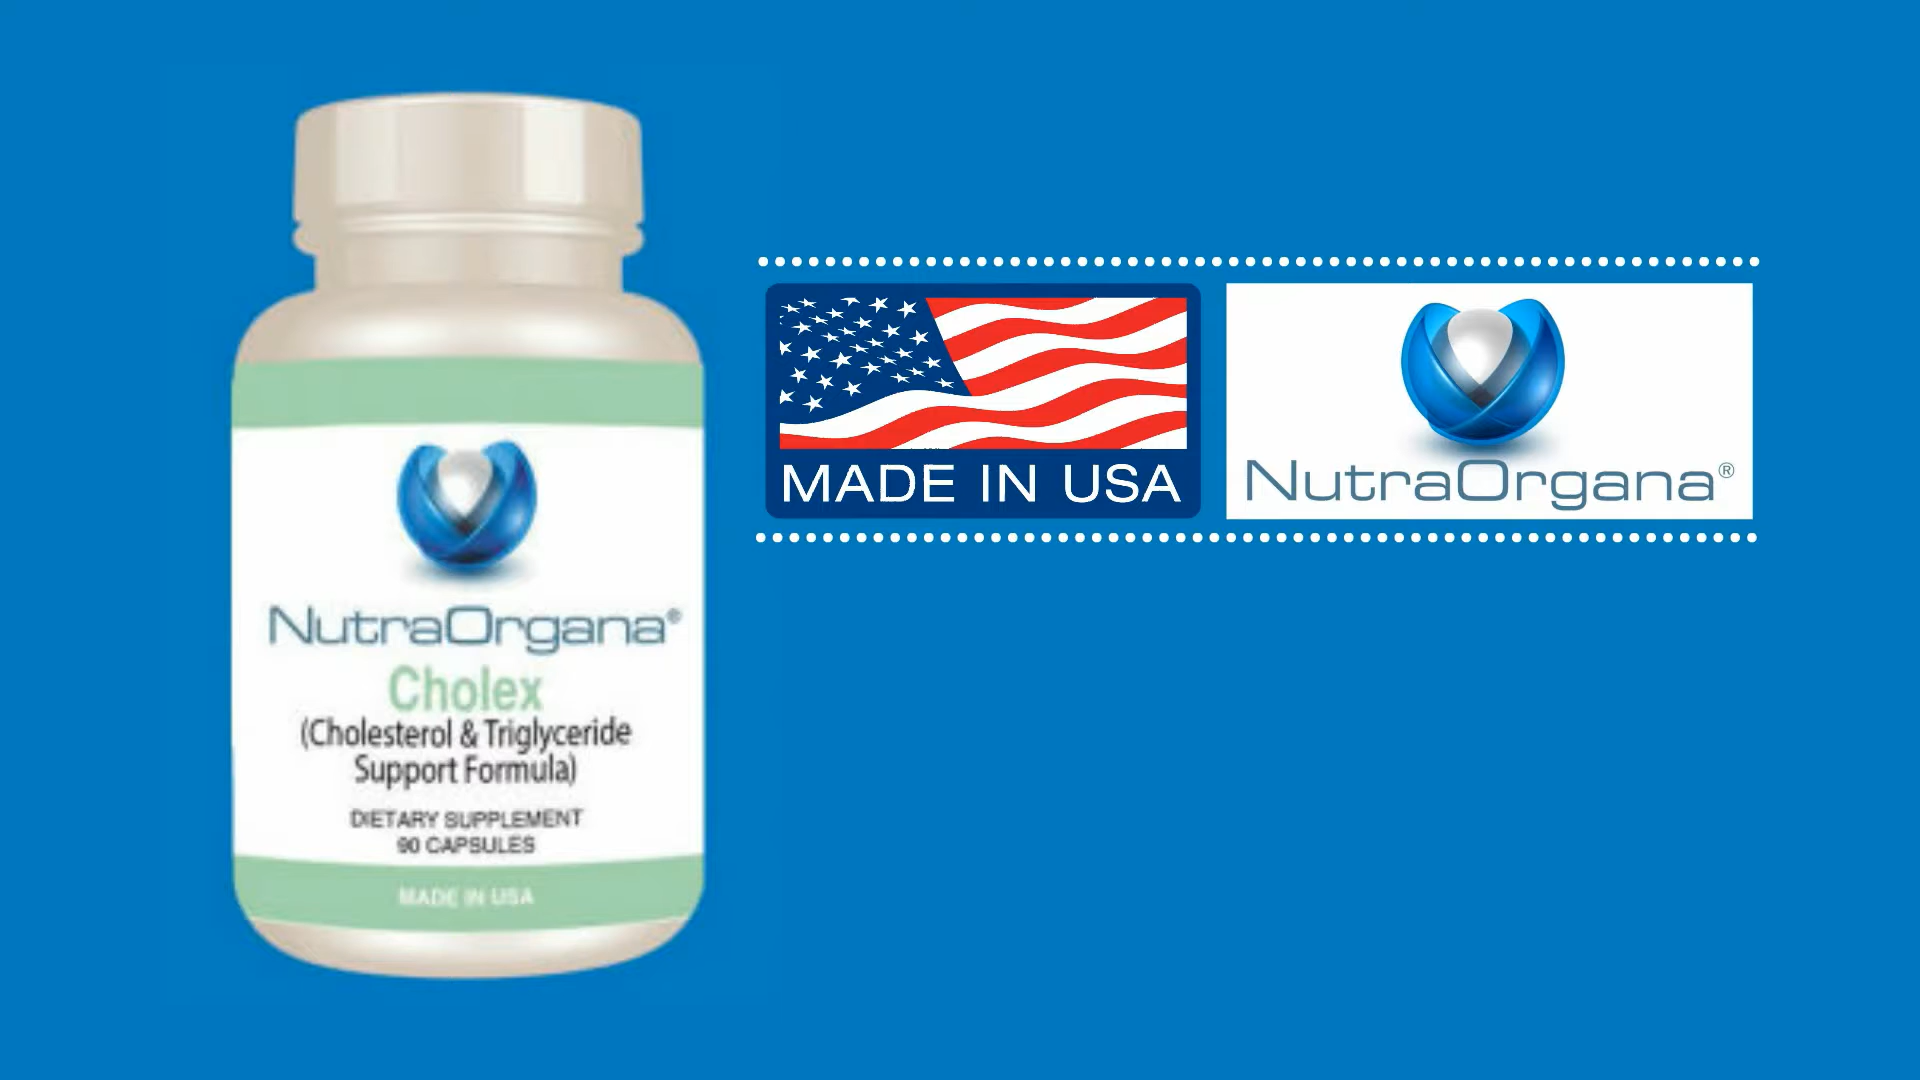 NutraOrgana®
Cholex
(Cholesterol & Triglyceride
Support Formula)
DIETARY SUPPLEMENT
90 CAPSULES
MADE IN USA
MADE IN USA
NutraOrgana®